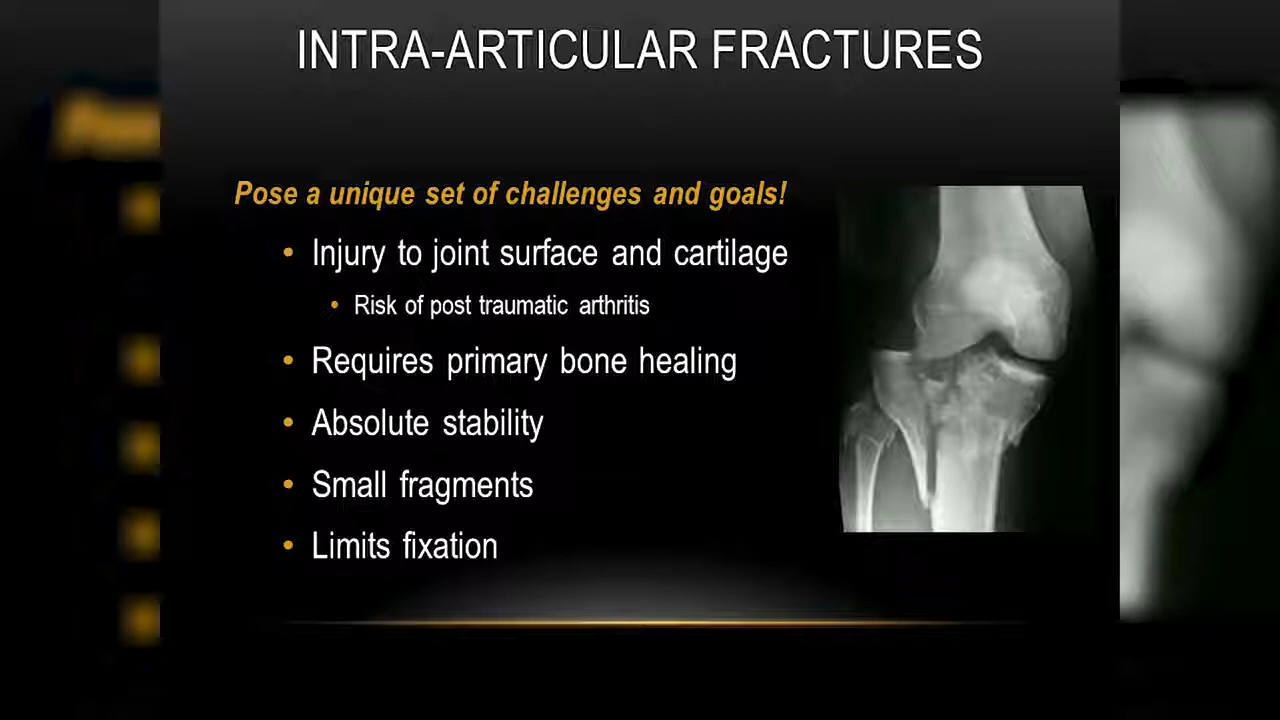 INTRA-ARTICULAR FRACTURES
Pose a unique set of challenges and goals!
• Injury to joint surface and cartilage
• Risk of post traumatic arthritis
• Requires primary bone healing
• Absolute stability
• Small fragments
• Limits fixation